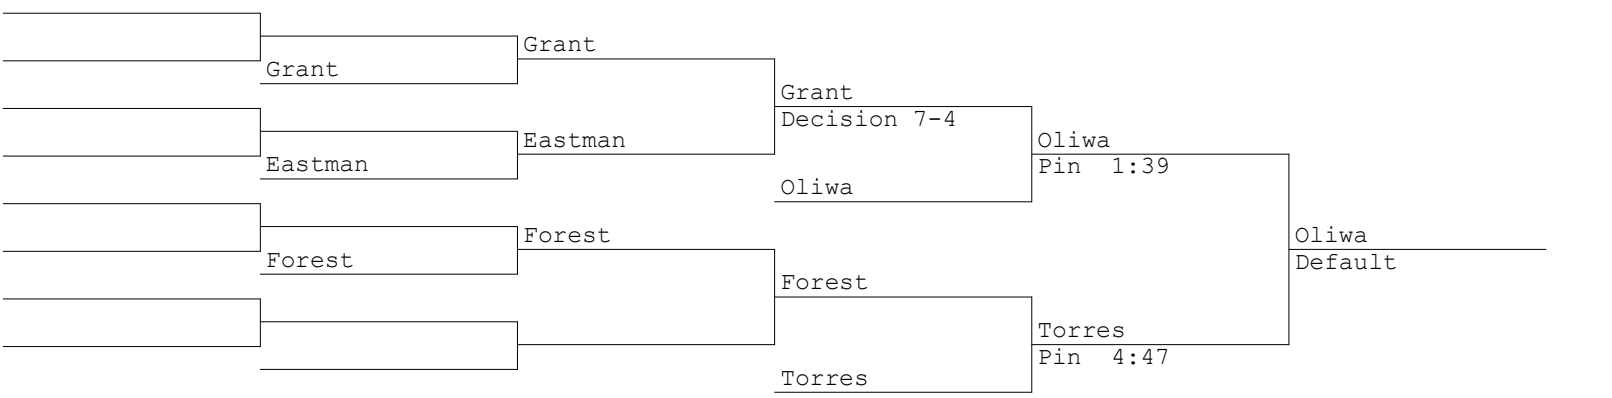 Grant
Grant
Grant
Decision 7-4
Eastman
Oliwa
Eastman
Pin 1:39
Oliwa
Forest
Oliwa
Forest
Default
Forest
Torres
Pin 4:47
Torres